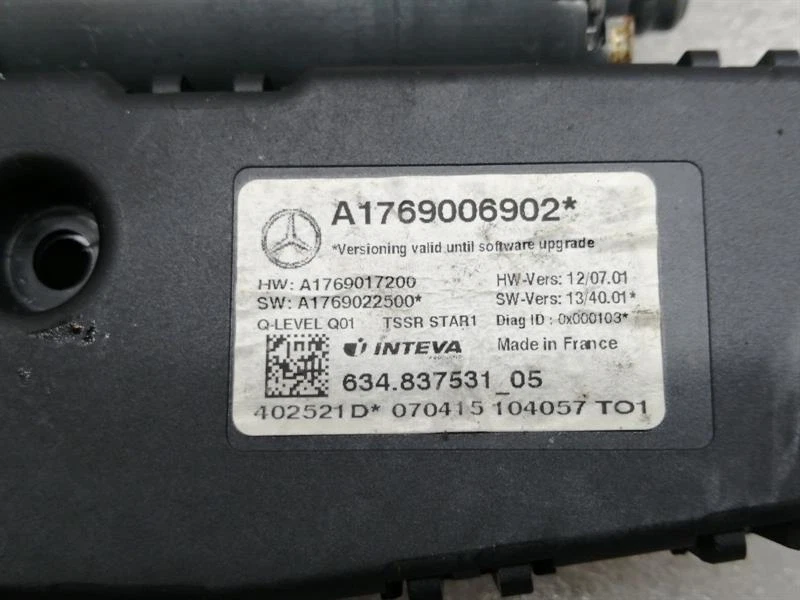 A1769006902*
*Versioning valid until software upgrade
HW: A1769017200 HW-Vers: 12/07.01
SW: A1769022500* SW-Vers: 13/40.01*
Q-LEVEL Q01 TSSR STAR1 Diag ID : 0x000103*
INTEVA Made in France
634.837531_05
402521D* 070415 104057 T01